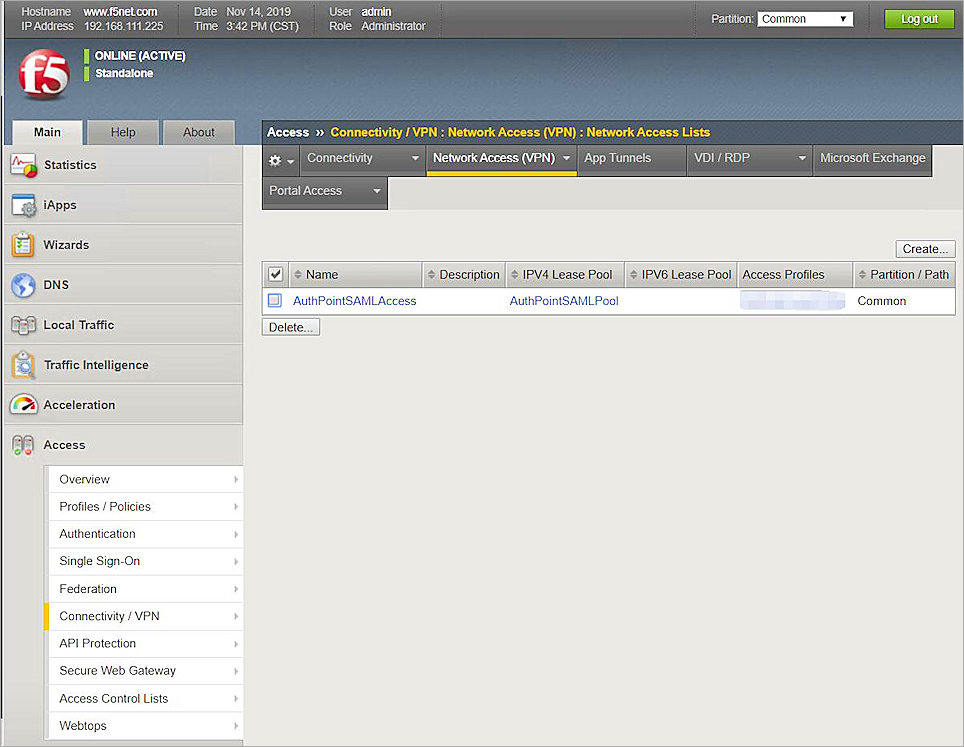 Hostname www.f5net.com Date Nov 14, 2019 User admin
IP Address 192.168.111.225 Time 3:42 PM (CST) Role Administrator
Partition: Common
Log out
f5
ONLINE (ACTIVE)
Standalone
Main Help About
Access ›› Connectivity / VPN : Network Access (VPN) : Network Access Lists
Connectivity Network Access (VPN) App Tunnels VDI / RDP Microsoft Exchange
Portal Access
Statistics
iApps
Wizards
DNS
Local Traffic
Traffic Intelligence
Acceleration
Access
Overview
Profiles / Policies
Authentication
Single Sign-On
Federation
Connectivity / VPN
API Protection
Secure Web Gateway
Access Control Lists
Webtops
Create...
Name Description IPV4 Lease Pool IPV6 Lease Pool Access Profiles Partition / Path
AuthPointSAMLAccess AuthPointSAMLPool Common
Delete...